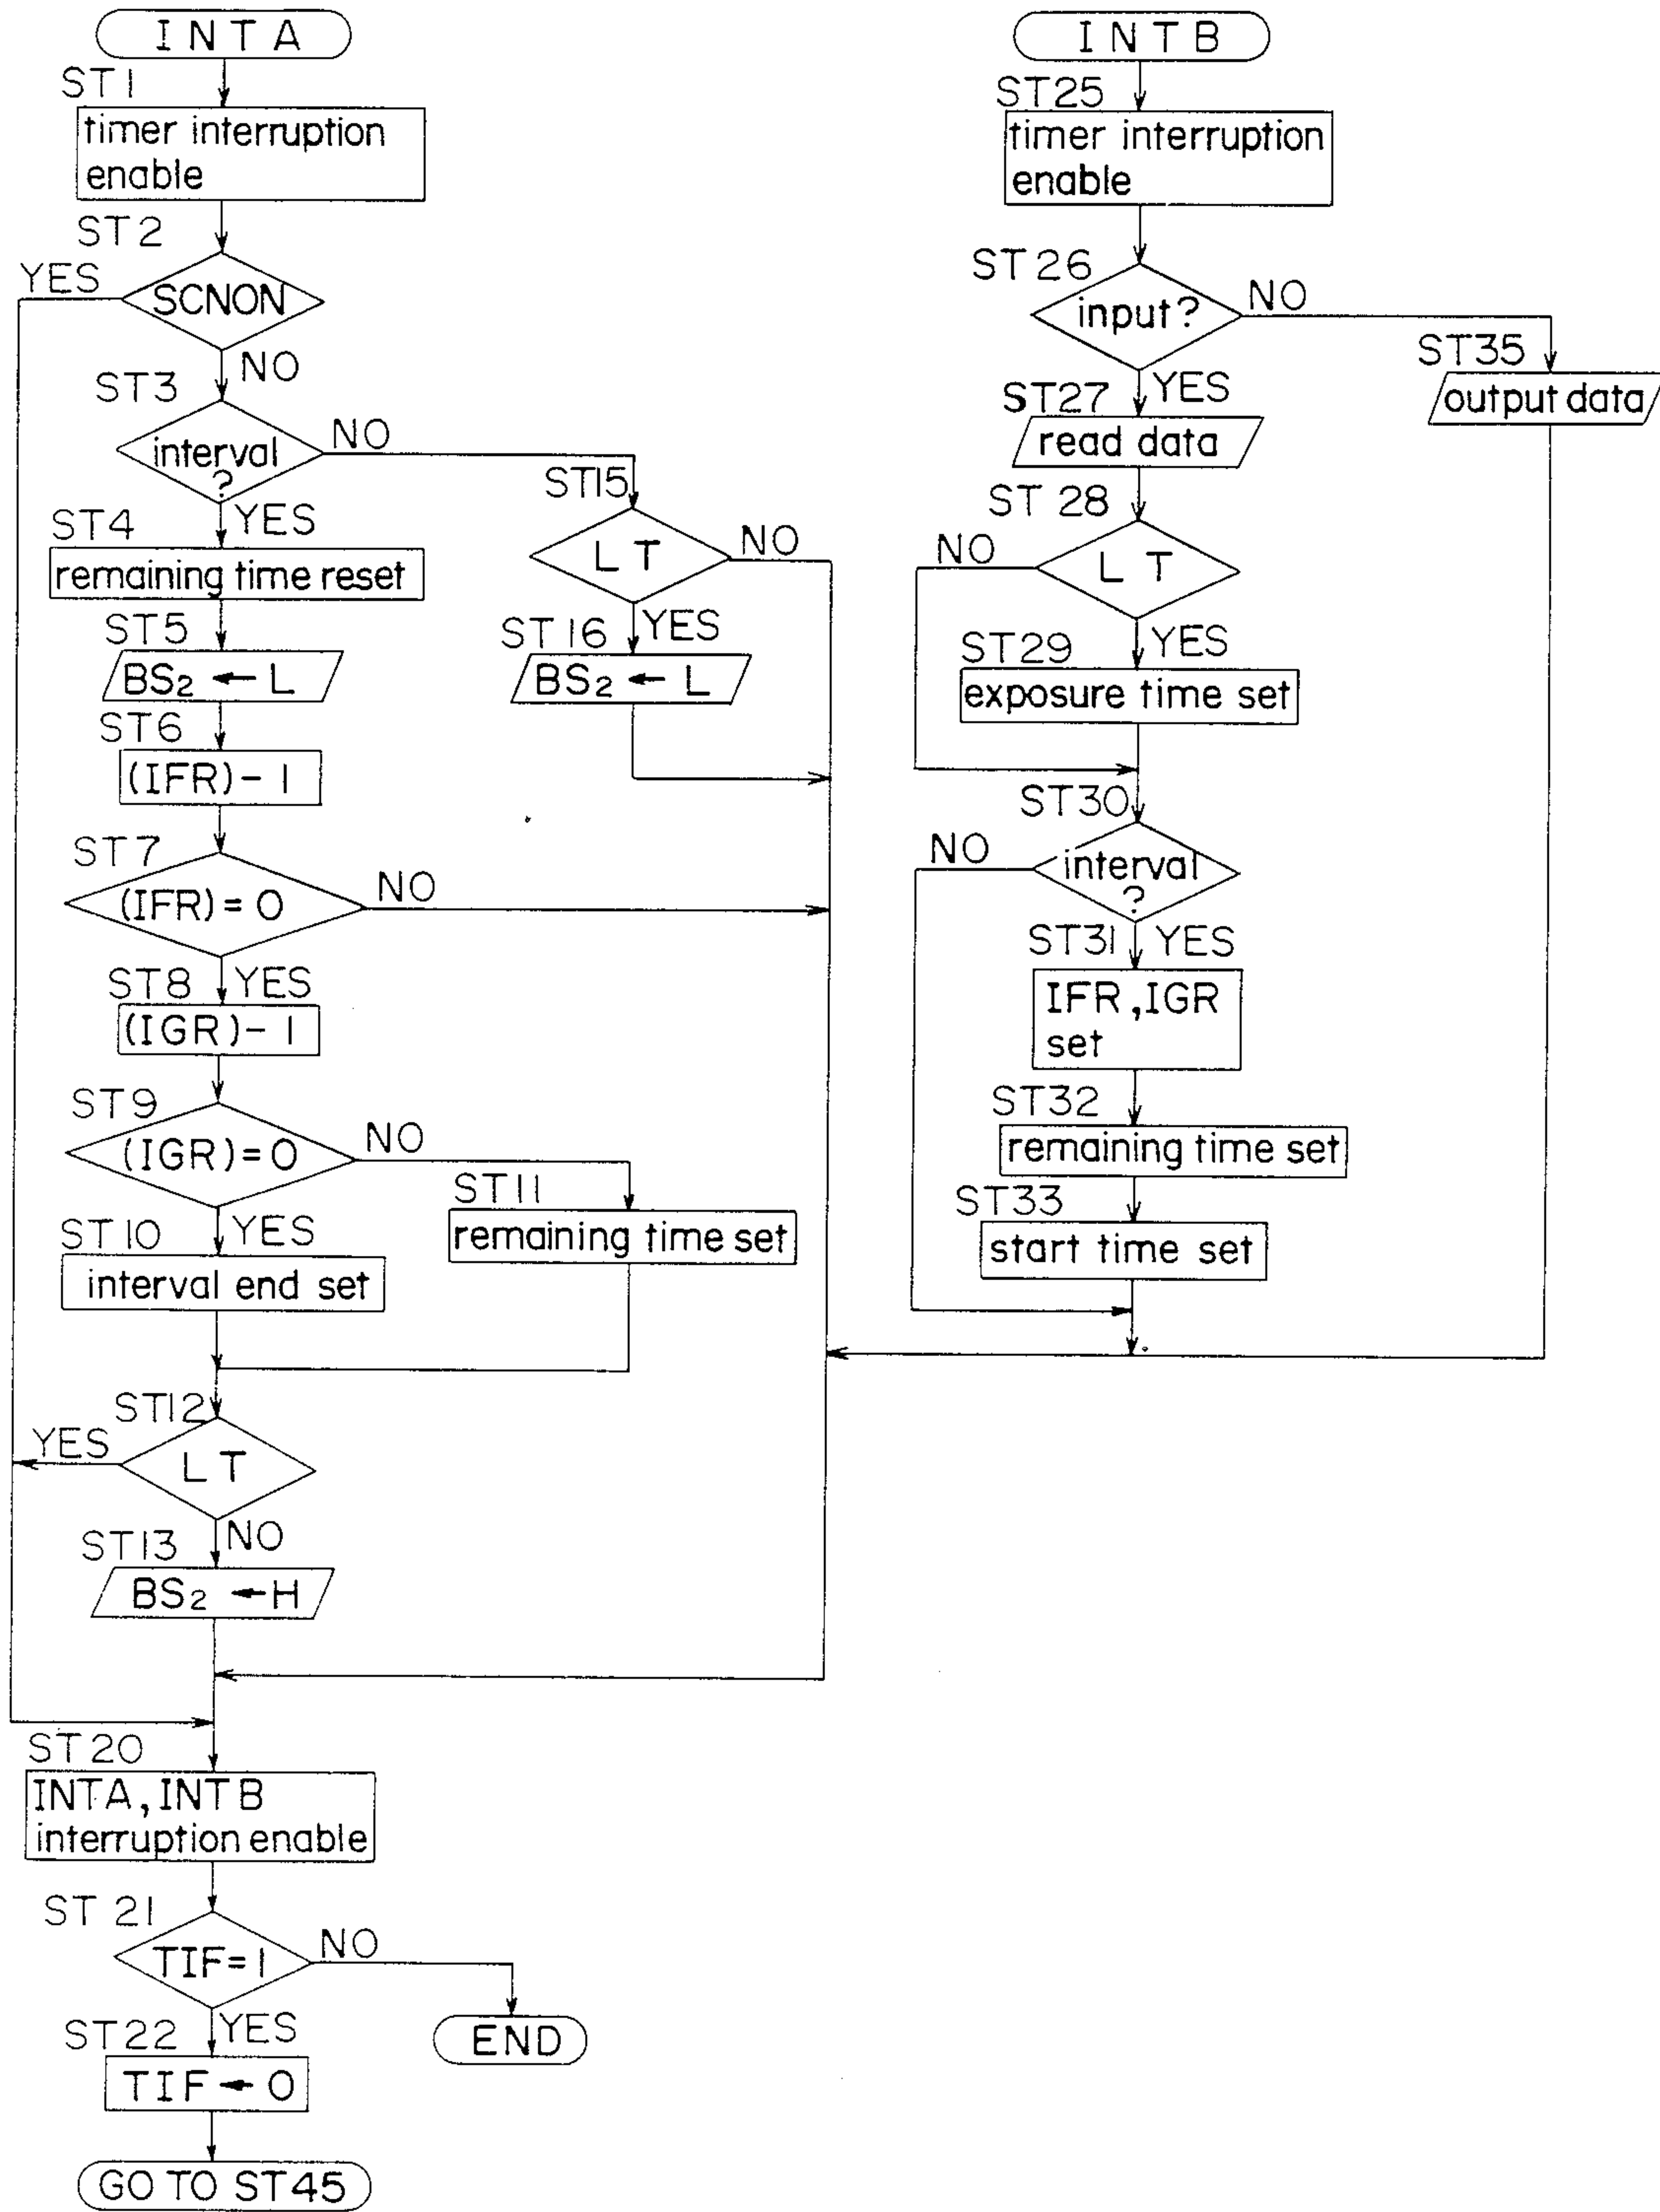 INTA
ST1
timer interruption
enable
ST2
YES
SCNON
NO
ST3
interval
?
NO
YES
ST4
remaining time reset
ST15
LT
NO
YES
ST5
BS2 ← L
ST16
BS2 ← L
ST6
(IFR)-1
ST7
(IFR)=0
NO
YES
ST8
(IGR)-1
ST9
(IGR)=0
NO
YES
ST11
remaining time set
ST10
interval end set
ST12
YES
LT
NO
ST13
BS2 ←H
ST20
INTA,INTB
interruption enable
ST21
TIF=1
NO
END
YES
ST22
TIF←0
GO TO ST45
INTB
ST25
timer interruption
enable
ST26
input?
NO
ST35
output data
YES
ST27
read data
ST28
NO
LT
YES
ST29
exposure time set
ST30
NO
interval
?
ST31
YES
IFR,IGR
set
ST32
remaining time set
ST33
start time set